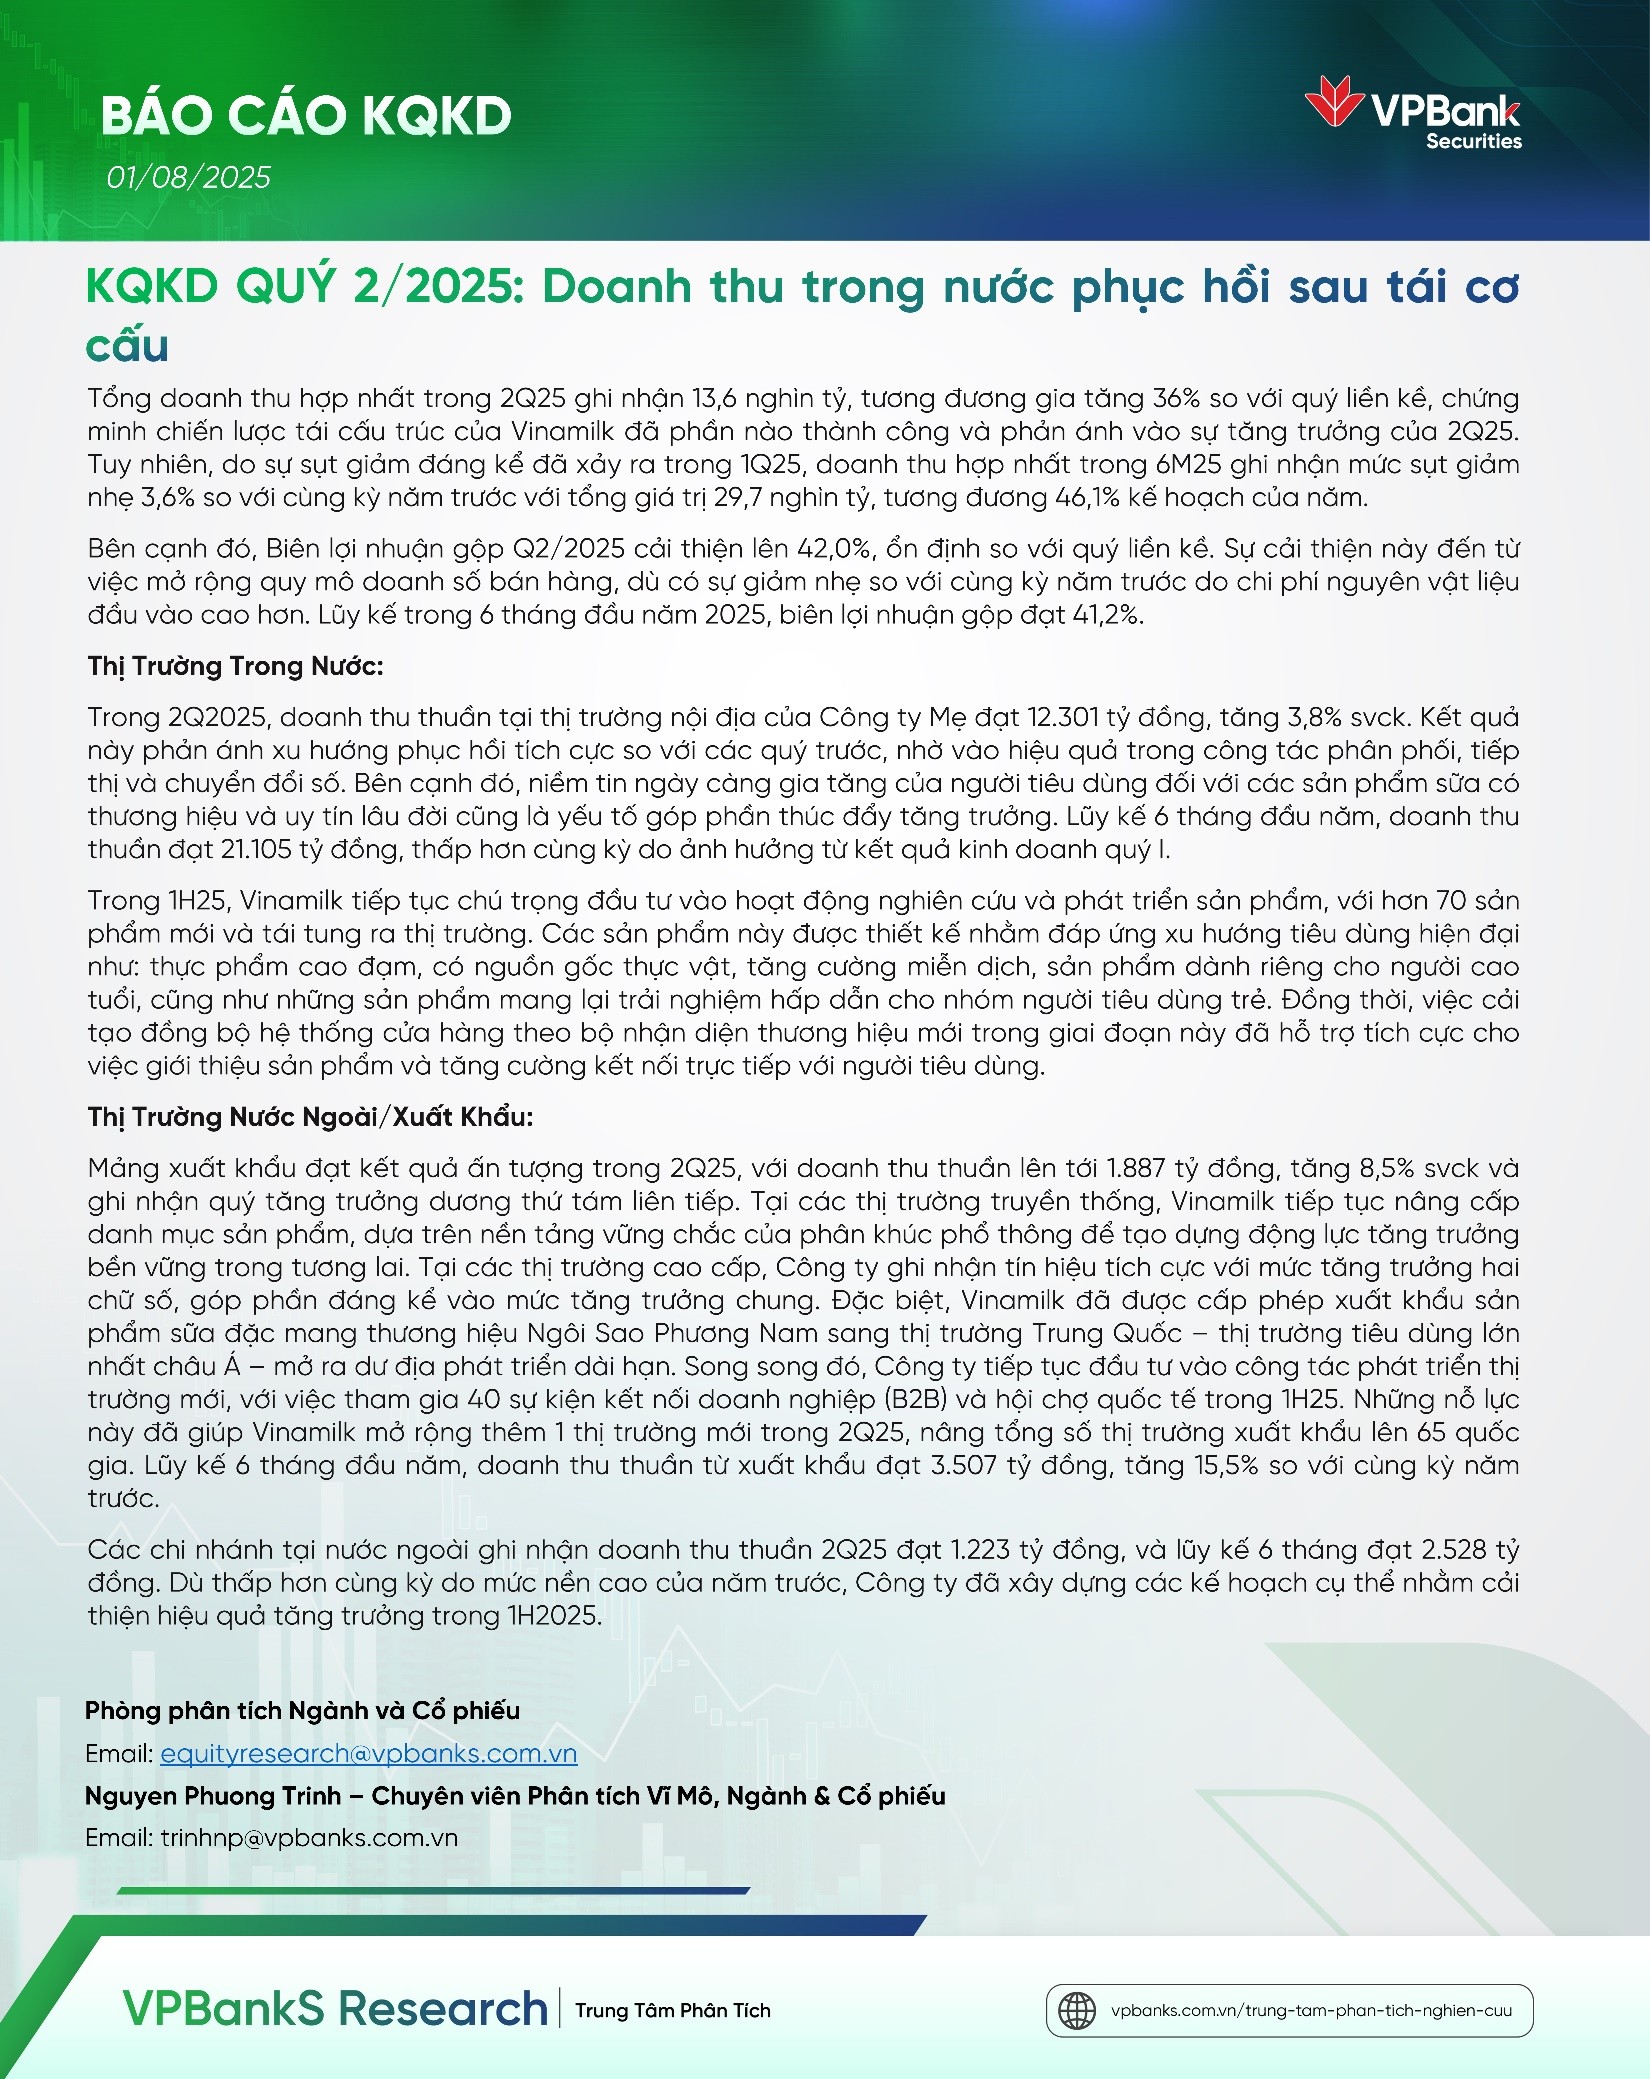 BÁO CÁO KQKD
01/08/2025
VPBank
Securities
KQKD QUÝ 2/2025: Doanh thu trong nước phục hồi sau tái cơ
cấu
Tổng doanh thu hợp nhất trong 2Q25 ghi nhận 13,6 nghìn tỷ, tương đương gia tăng 36% so với quý liền kề, chứng
minh chiến lược tái cấu trúc của Vinamilk đã phần nào thành công và phản ánh vào sự tăng trưởng của 2Q25.
Tuy nhiên, do sự sụt giảm đáng kể đã xảy ra trong 1Q25, doanh thu hợp nhất trong 6M25 ghi nhận mức sụt giảm
nhẹ 3,6% so với cùng kỳ năm trước với tổng giá trị 29,7 nghìn tỷ, tương đương 46,1% kế hoạch của năm.
Bên cạnh đó, Biên lợi nhuận gộp Q2/2025 cải thiện lên 42,0%, ổn định so với quý liền kề. Sự cải thiện này đến từ
việc mở rộng quy mô doanh số bán hàng, dù có sự giảm nhẹ so với cùng kỳ năm trước do chi phí nguyên vật liệu
đầu vào cao hơn. Lũy kế trong 6 tháng đầu năm 2025, biên lợi nhuận gộp đạt 41,2%.
Thị Trường Trong Nước:
Trong 2Q2025, doanh thu thuần tại thị trường nội địa của Công ty Mẹ đạt 12.301 tỷ đồng, tăng 3,8% svck. Kết quả
này phản ánh xu hướng phục hồi tích cực so với các quý trước, nhờ vào hiệu quả trong công tác phân phối, tiếp
thị và chuyển đổi số. Bên cạnh đó, niềm tin ngày càng gia tăng của người tiêu dùng đối với các sản phẩm sữa có
thương hiệu và uy tín lâu đời cũng là yếu tố góp phần thúc đẩy tăng trưởng. Lũy kế 6 tháng đầu năm, doanh thu
thuần đạt 21.105 tỷ đồng, thấp hơn cùng kỳ do ảnh hưởng từ kết quả kinh doanh quý I.
Trong 1H25, Vinamilk tiếp tục chú trọng đầu tư vào hoạt động nghiên cứu và phát triển sản phẩm, với hơn 70 sản
phẩm mới và tái tung ra thị trường. Các sản phẩm này được thiết kế nhằm đáp ứng xu hướng tiêu dùng hiện đại
như: thực phẩm cao đạm, có nguồn gốc thực vật, tăng cường miễn dịch, sản phẩm dành riêng cho người cao
tuổi, cũng như những sản phẩm mang lại trải nghiệm hấp dẫn cho nhóm người tiêu dùng trẻ. Đồng thời, việc cải
tạo đồng bộ hệ thống cửa hàng theo bộ nhận diện thương hiệu mới trong giai đoạn này đã hỗ trợ tích cực cho
việc giới thiệu sản phẩm và tăng cường kết nối trực tiếp với người tiêu dùng.
Thị Trường Nước Ngoài/Xuất Khẩu:
Mảng xuất khẩu đạt kết quả ấn tượng trong 2Q25, với doanh thu thuần lên tới 1.887 tỷ đồng, tăng 8,5% svck và
ghi nhận quý tăng trưởng dương thứ tám liên tiếp. Tại các thị trường truyền thống, Vinamilk tiếp tục nâng cấp
danh mục sản phẩm, dựa trên nền tảng vững chắc của phân khúc phổ thông để tạo dựng động lực tăng trưởng
bền vững trong tương lai. Tại các thị trường cao cấp, Công ty ghi nhận tín hiệu tích cực với mức tăng trưởng hai
chữ số, góp phần đáng kể vào mức tăng trưởng chung. Đặc biệt, Vinamilk đã được cấp phép xuất khẩu sản
phẩm sữa đặc mang thương hiệu Ngôi Sao Phương Nam sang thị trường Trung Quốc – thị trường tiêu dùng lớn
nhất châu Á – mở ra dư địa phát triển dài hạn. Song song đó, Công ty tiếp tục đầu tư vào công tác phát triển thị
trường mới, với việc tham gia 40 sự kiện kết nối doanh nghiệp (B2B) và hội chợ quốc tế trong 1H25. Những nỗ lực
này đã giúp Vinamilk mở rộng thêm 1 thị trường mới trong 2Q25, nâng tổng số thị trường xuất khẩu lên 65 quốc
gia. Lũy kế 6 tháng đầu năm, doanh thu thuần từ xuất khẩu đạt 3.507 tỷ đồng, tăng 15,5% so với cùng kỳ năm
trước.
Các chi nhánh tại nước ngoài ghi nhận doanh thu thuần 2Q25 đạt 1.223 tỷ đồng, và lũy kế 6 tháng đạt 2.528 tỷ
đồng. Dù thấp hơn cùng kỳ do mức nền cao của năm trước, Công ty đã xây dựng các kế hoạch cụ thể nhằm cải
thiện hiệu quả tăng trưởng trong 1H2025.
Phòng phân tích Ngành và Cổ phiếu
Email: equityresearch@vpbanks.com.vn
Nguyen Phuong Trinh – Chuyên viên Phân tích Vĩ Mô, Ngành & Cổ phiếu
Email: trinhnp@vpbanks.com.vn
VPBankS Research | Trung Tâm Phân Tích
vpbanks.com.vn/trung-tam-phan-tich-nghien-cuu